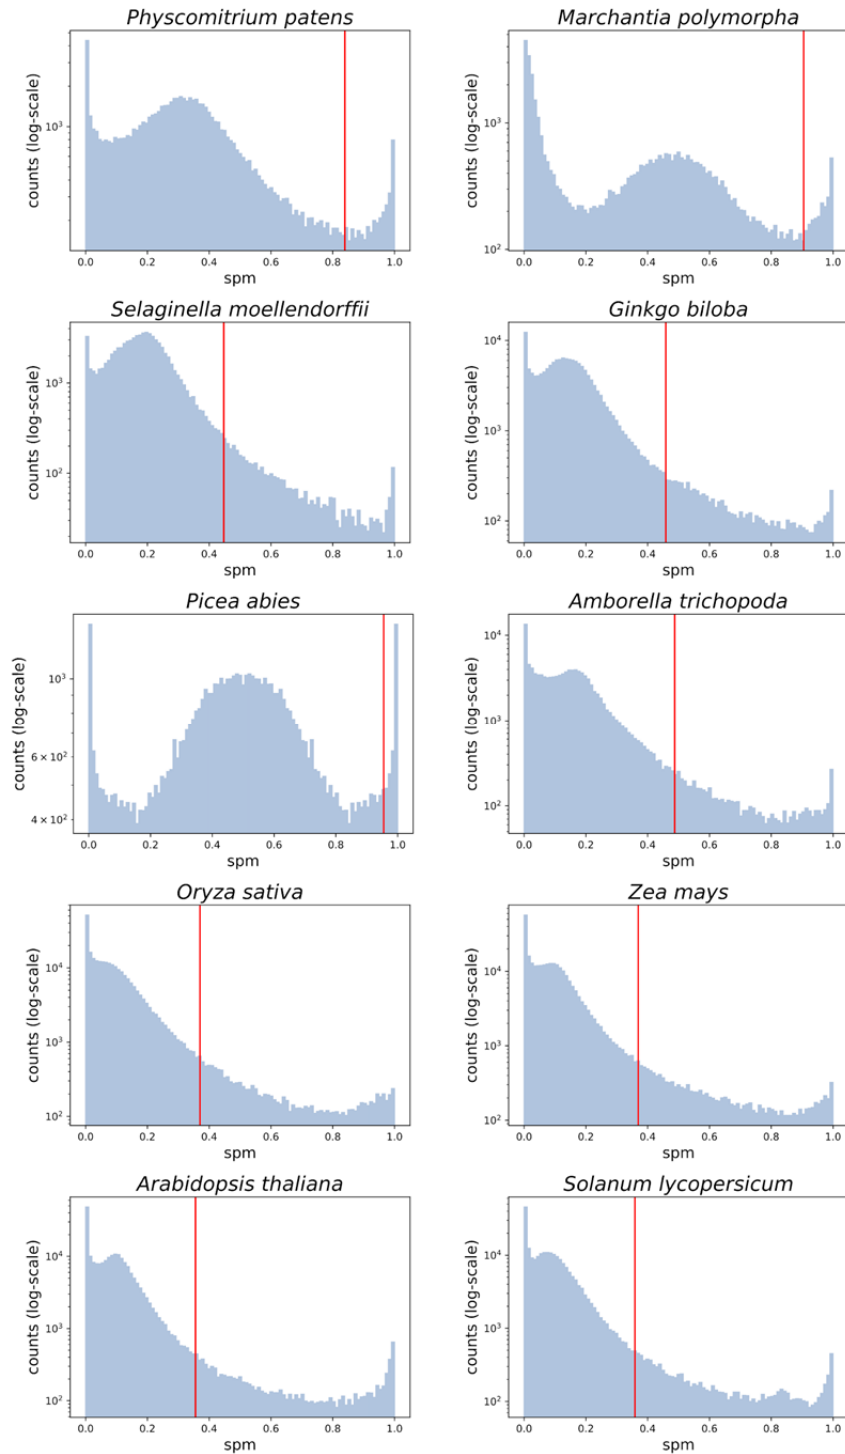 Physcomitrium patens
counts (log-scale)
10³
0.0 0.2 0.4 0.6 0.8 1.0
spm
Marchantia polymorpha
counts (log-scale)
10³
10²
0.0 0.2 0.4 0.6 0.8 1.0
spm
Selaginella moellendorffii
counts (log-scale)
10³
10²
0.0 0.2 0.4 0.6 0.8 1.0
spm
Ginkgo biloba
counts (log-scale)
10⁴
10³
10²
0.0 0.2 0.4 0.6 0.8 1.0
spm
Picea abies
counts (log-scale)
10³
6 × 10²
4 × 10²
0.0 0.2 0.4 0.6 0.8 1.0
spm
Amborella trichopoda
counts (log-scale)
10⁴
10³
10²
0.0 0.2 0.4 0.6 0.8 1.0
spm
Oryza sativa
counts (log-scale)
10⁴
10³
10²
0.0 0.2 0.4 0.6 0.8 1.0
spm
Zea mays
counts (log-scale)
10⁴
10³
10²
0.0 0.2 0.4 0.6 0.8 1.0
spm
Arabidopsis thaliana
counts (log-scale)
10⁴
10³
10²
0.0 0.2 0.4 0.6 0.8 1.0
spm
Solanum lycopersicum
counts (log-scale)
10⁴
10³
10²
0.0 0.2 0.4 0.6 0.8 1.0
spm